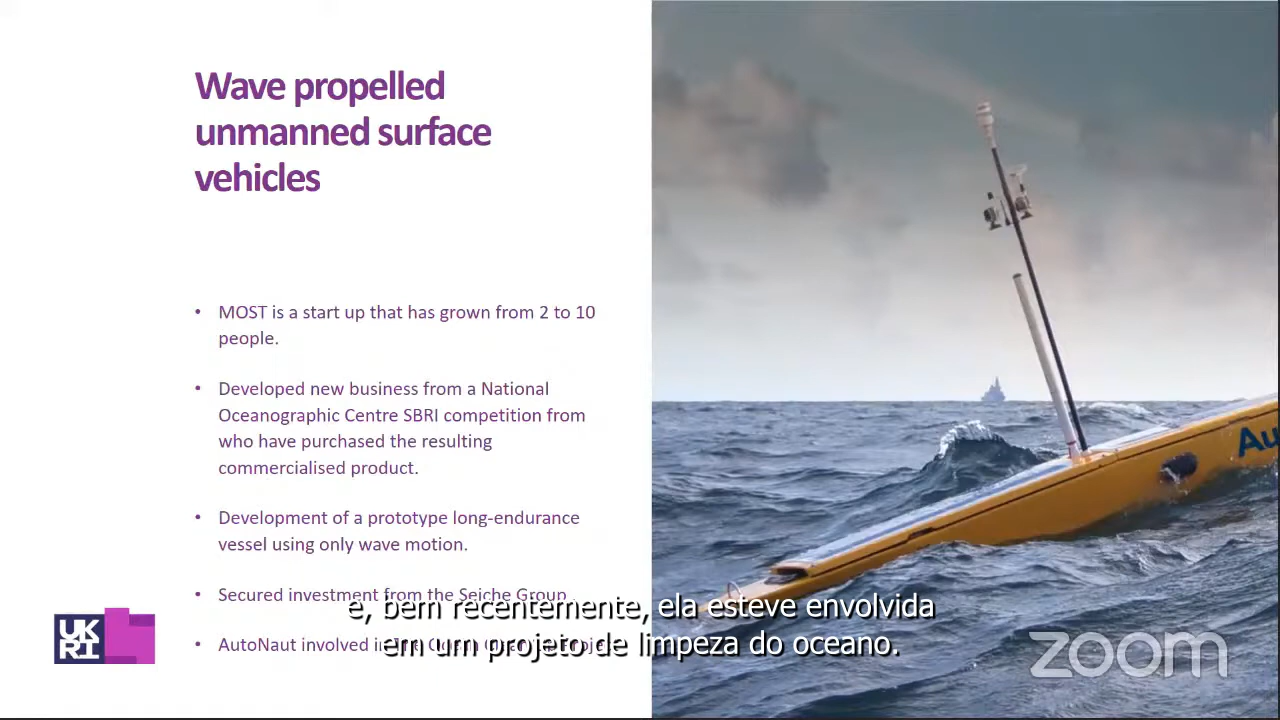 Wave propelled
unmanned surface
vehicles
• MOST is a start up that has grown from 2 to 10
people.
• Developed new business from a National
Oceanographic Centre SBRI competition from
who have purchased the resulting
commercialised product.
• Development of a prototype long-endurance
vessel using only wave motion.
• Secured investment from the Seiche Group
• AutoNaut involved in
e, bem recentemente, ela esteve envolvida
em um projeto de limpeza do oceano.
UK
RI
Au
zoom